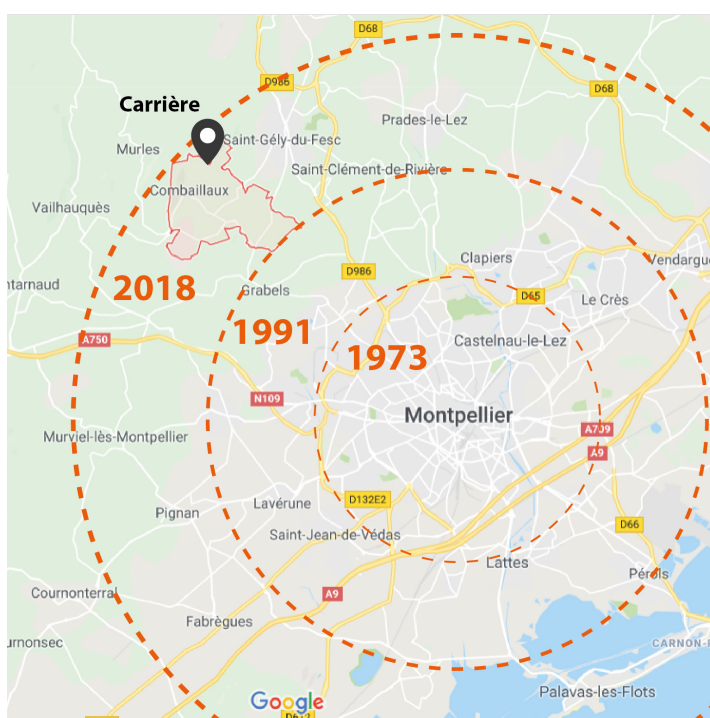 D68
D986
D68
Carrière
Prades-le-Lez
Saint-Gély-du-Fesc
Murles
Saint-Clément-de-Rivière
Combaillaux
Vailhauquès
Clapiers
Vendargu
D986
ntarnaud
2018
Grabels
D65
Le Crès
1991
A750
1973
Castelnau-le-Lez
N109
Montpellier
A709
Murviel-lès-Montpellier
A9
D132E2
Lavérune
Pignan
D66
Saint-Jean-de-Védas
Lattes
Pérols
Cournonterral
A9
Fabrègues
urnonsec
CARNON-P
Palavas-les-Flots
Google
D612